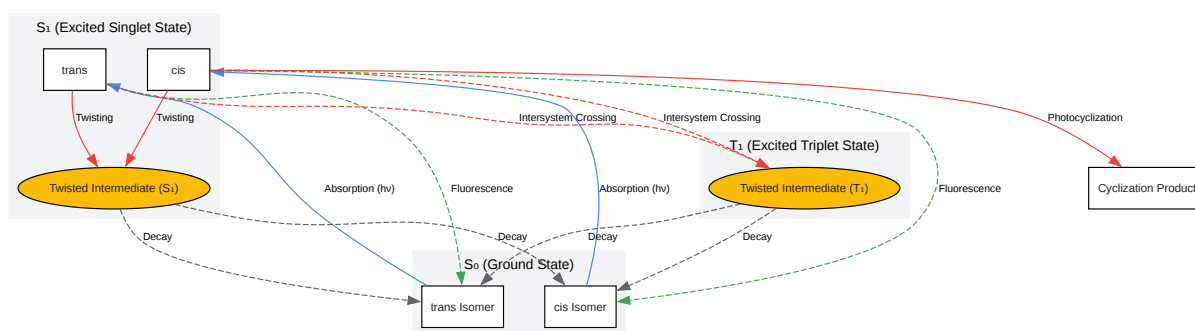 S₁ (Excited Singlet State)
trans
cis
Twisting
Twisting
Intersystem Crossing
Intersystem Crossing
Photocyclization
T₁ (Excited Triplet State)
Twisted Intermediate (S₁)
Absorption (hν)
Fluorescence
Absorption (hν)
Twisted Intermediate (T₁)
Fluorescence
Cyclization Product
Decay
Decay
Decay
Decay
S₀ (Ground State)
trans Isomer
cis Isomer